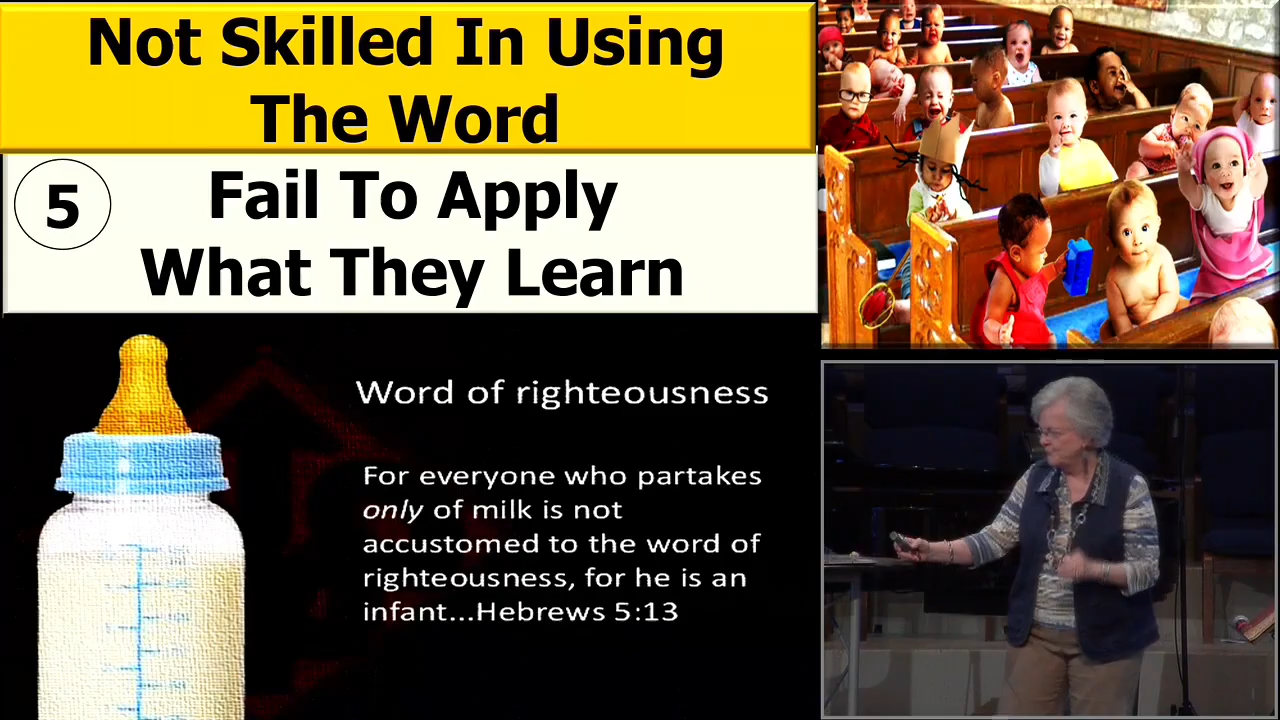 Not Skilled In Using
The Word
5
Fail To Apply
What They Learn
Word of righteousness
For everyone who partakes
only of milk is not
accustomed to the word of
righteousness, for he is an
infant...Hebrews 5:13